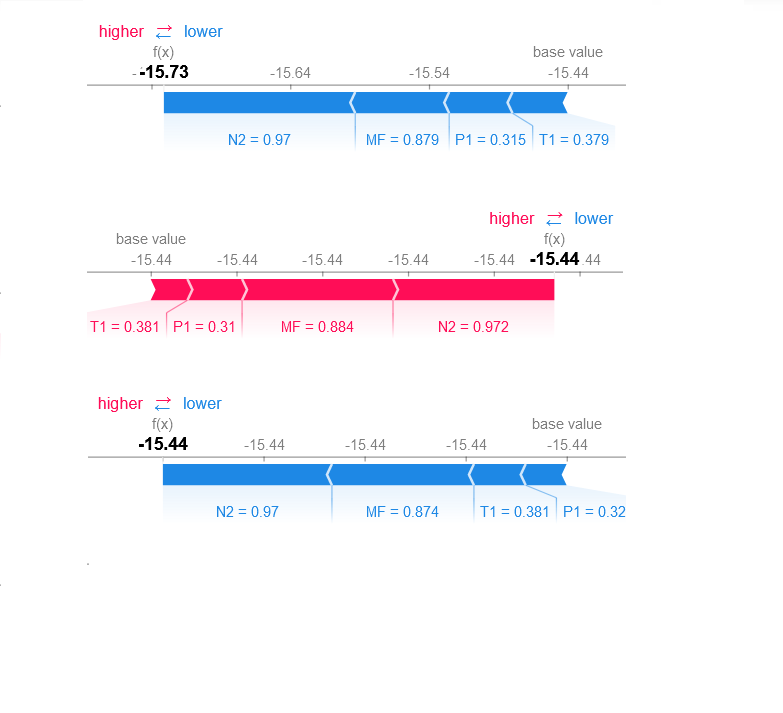 higher ⇄ lower
f(x) base value
-15.73 -15.64 -15.54 -15.44
N2 = 0.97 MF = 0.879 P1 = 0.315 T1 = 0.379
higher ⇄ lower
base value f(x)
-15.44 -15.44 -15.44 -15.44 -15.44 -15.44 .44
T1 = 0.381 P1 = 0.31 MF = 0.884 N2 = 0.972
higher ⇄ lower
f(x) base value
-15.44 -15.44 -15.44 -15.44 -15.44
N2 = 0.97 MF = 0.874 T1 = 0.381 P1 = 0.32